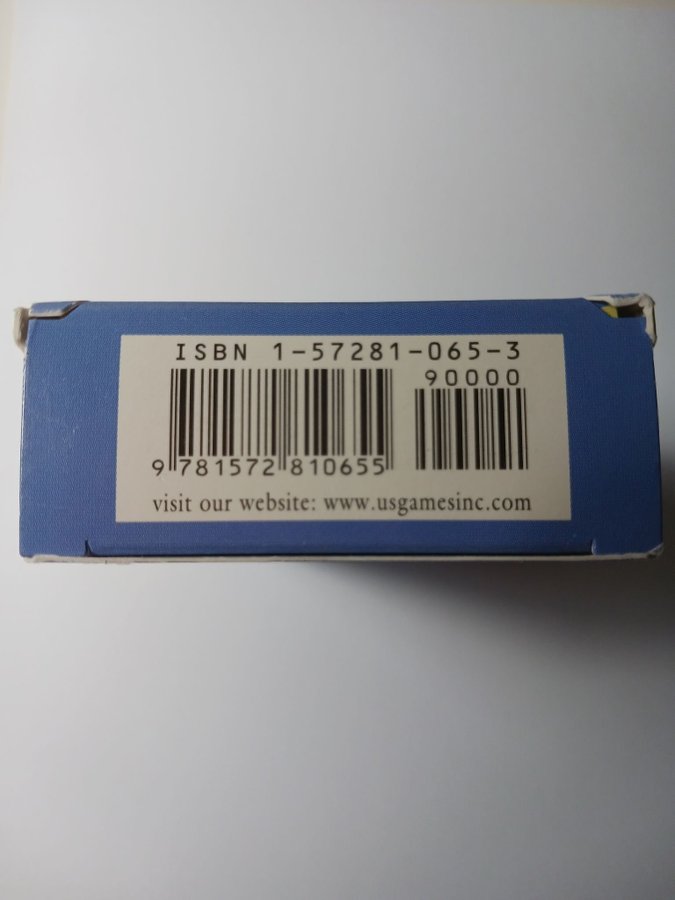 ISBN 1-57281-065-3
90000
9 781572 810655
visit our website: www.usgamesinc.com